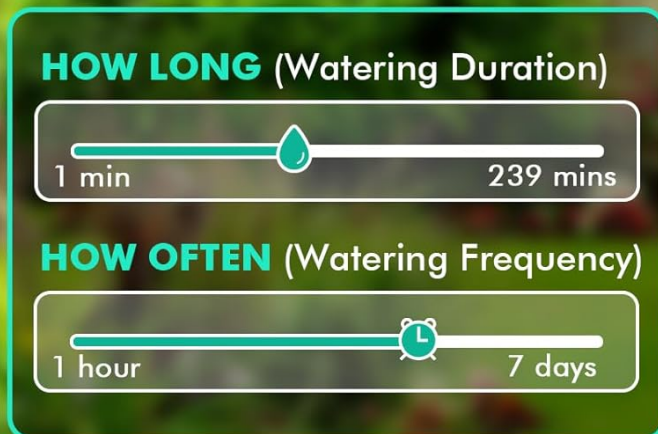 HOW LONG (Watering Duration)
1 min 239 mins
HOW OFTEN (Watering Frequency)
1 hour 7 days